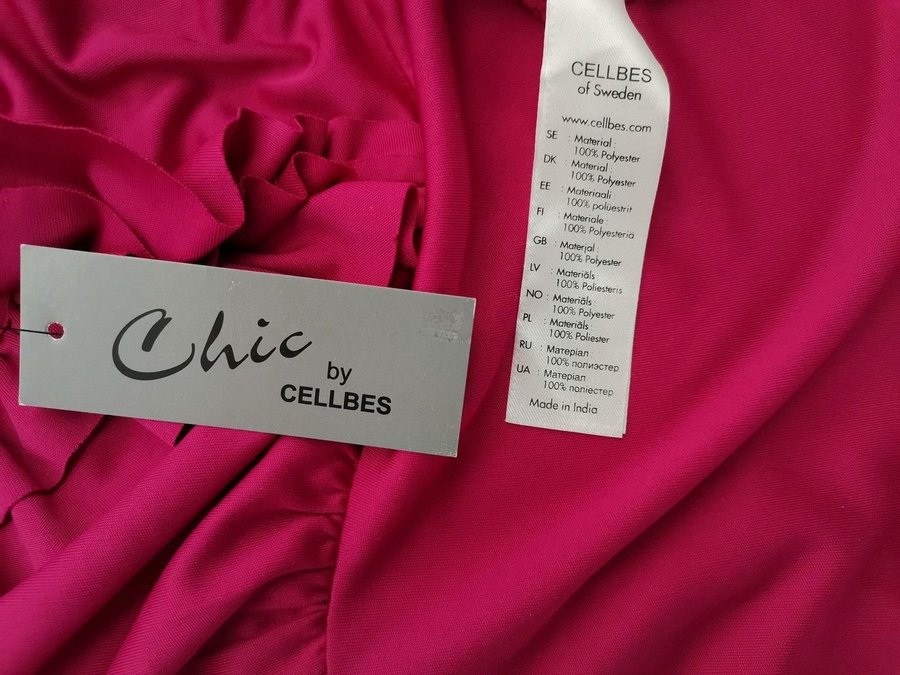 Chic
by
CELLBES
CELLBES
of Sweden
www.cellbes.com
SE : Material :
100% Polyester
DK : Material :
100% Polyester
EE : Materiaali
100% polüestrit
FI : Materiale :
100% Polyesteria
GB : Material :
100% Polyester
LV : Materiāls
100% Poliesteris
NO : Materiāls :
100% Polyester
PL : Materiāls :
100% Poliester
RU : Материал
100% полиэстер
UA : Матеріал
100% поліестер
Made in India